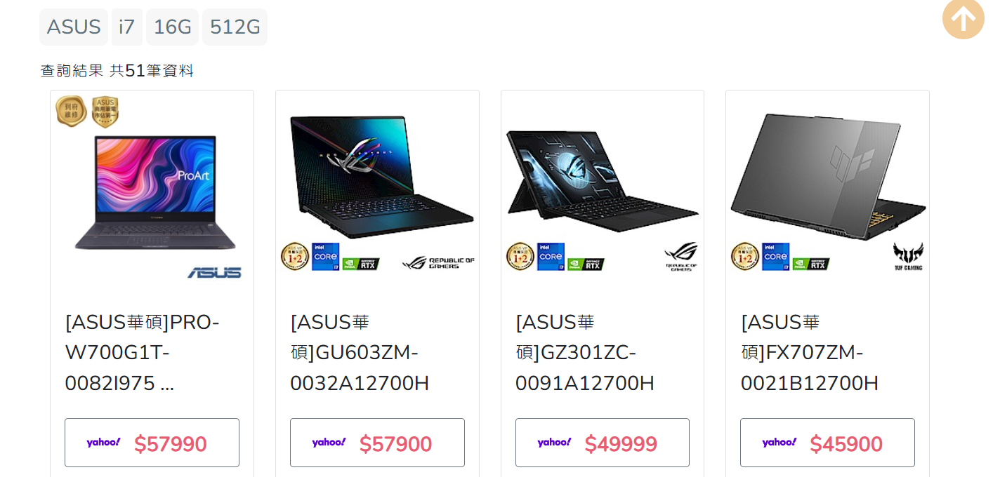 ASUS i7 16G 512G
查詢結果 共51筆資料
到府
維修
ASUS
商用筆電
市佔第一
ProArt
ASUS
[ASUS華碩]PRO-
W700G1T-
0082I975 ...
yahoo! $57990
1+2
intel
CORE
i7
NVIDIA
GEFORCE
RTX
REPUBLIC OF
GAMERS
[ASUS華
碩]GU603ZM-
0032A12700H
yahoo! $57900
1+2
intel
CORE
i7
NVIDIA
GEFORCE
RTX
REPUBLIC OF
GAMERS
[ASUS華
碩]GZ301ZC-
0091A12700H
yahoo! $49999
1+2
intel
CORE
i7
NVIDIA
GEFORCE
RTX
TUF GAMING
[ASUS華
碩]FX707ZM-
0021B12700H
yahoo! $45900